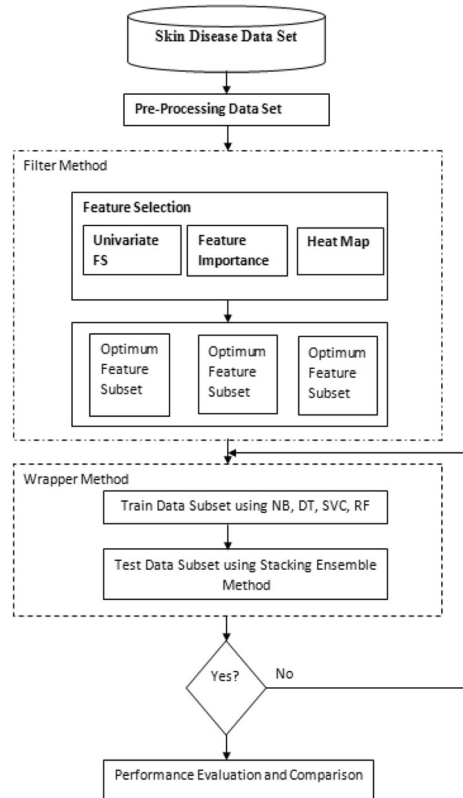 Skin Disease Data Set
Pre-Processing Data Set
Filter Method
Feature Selection
Univariate
FS
Feature
Importance
Heat Map
Optimum
Feature
Subset
Optimum
Feature
Subset
Optimum
Feature
Subset
Wrapper Method
Train Data Subset using NB, DT, SVC, RF
Test Data Subset using Stacking Ensemble
Method
Yes?
No
Performance Evaluation and Comparison